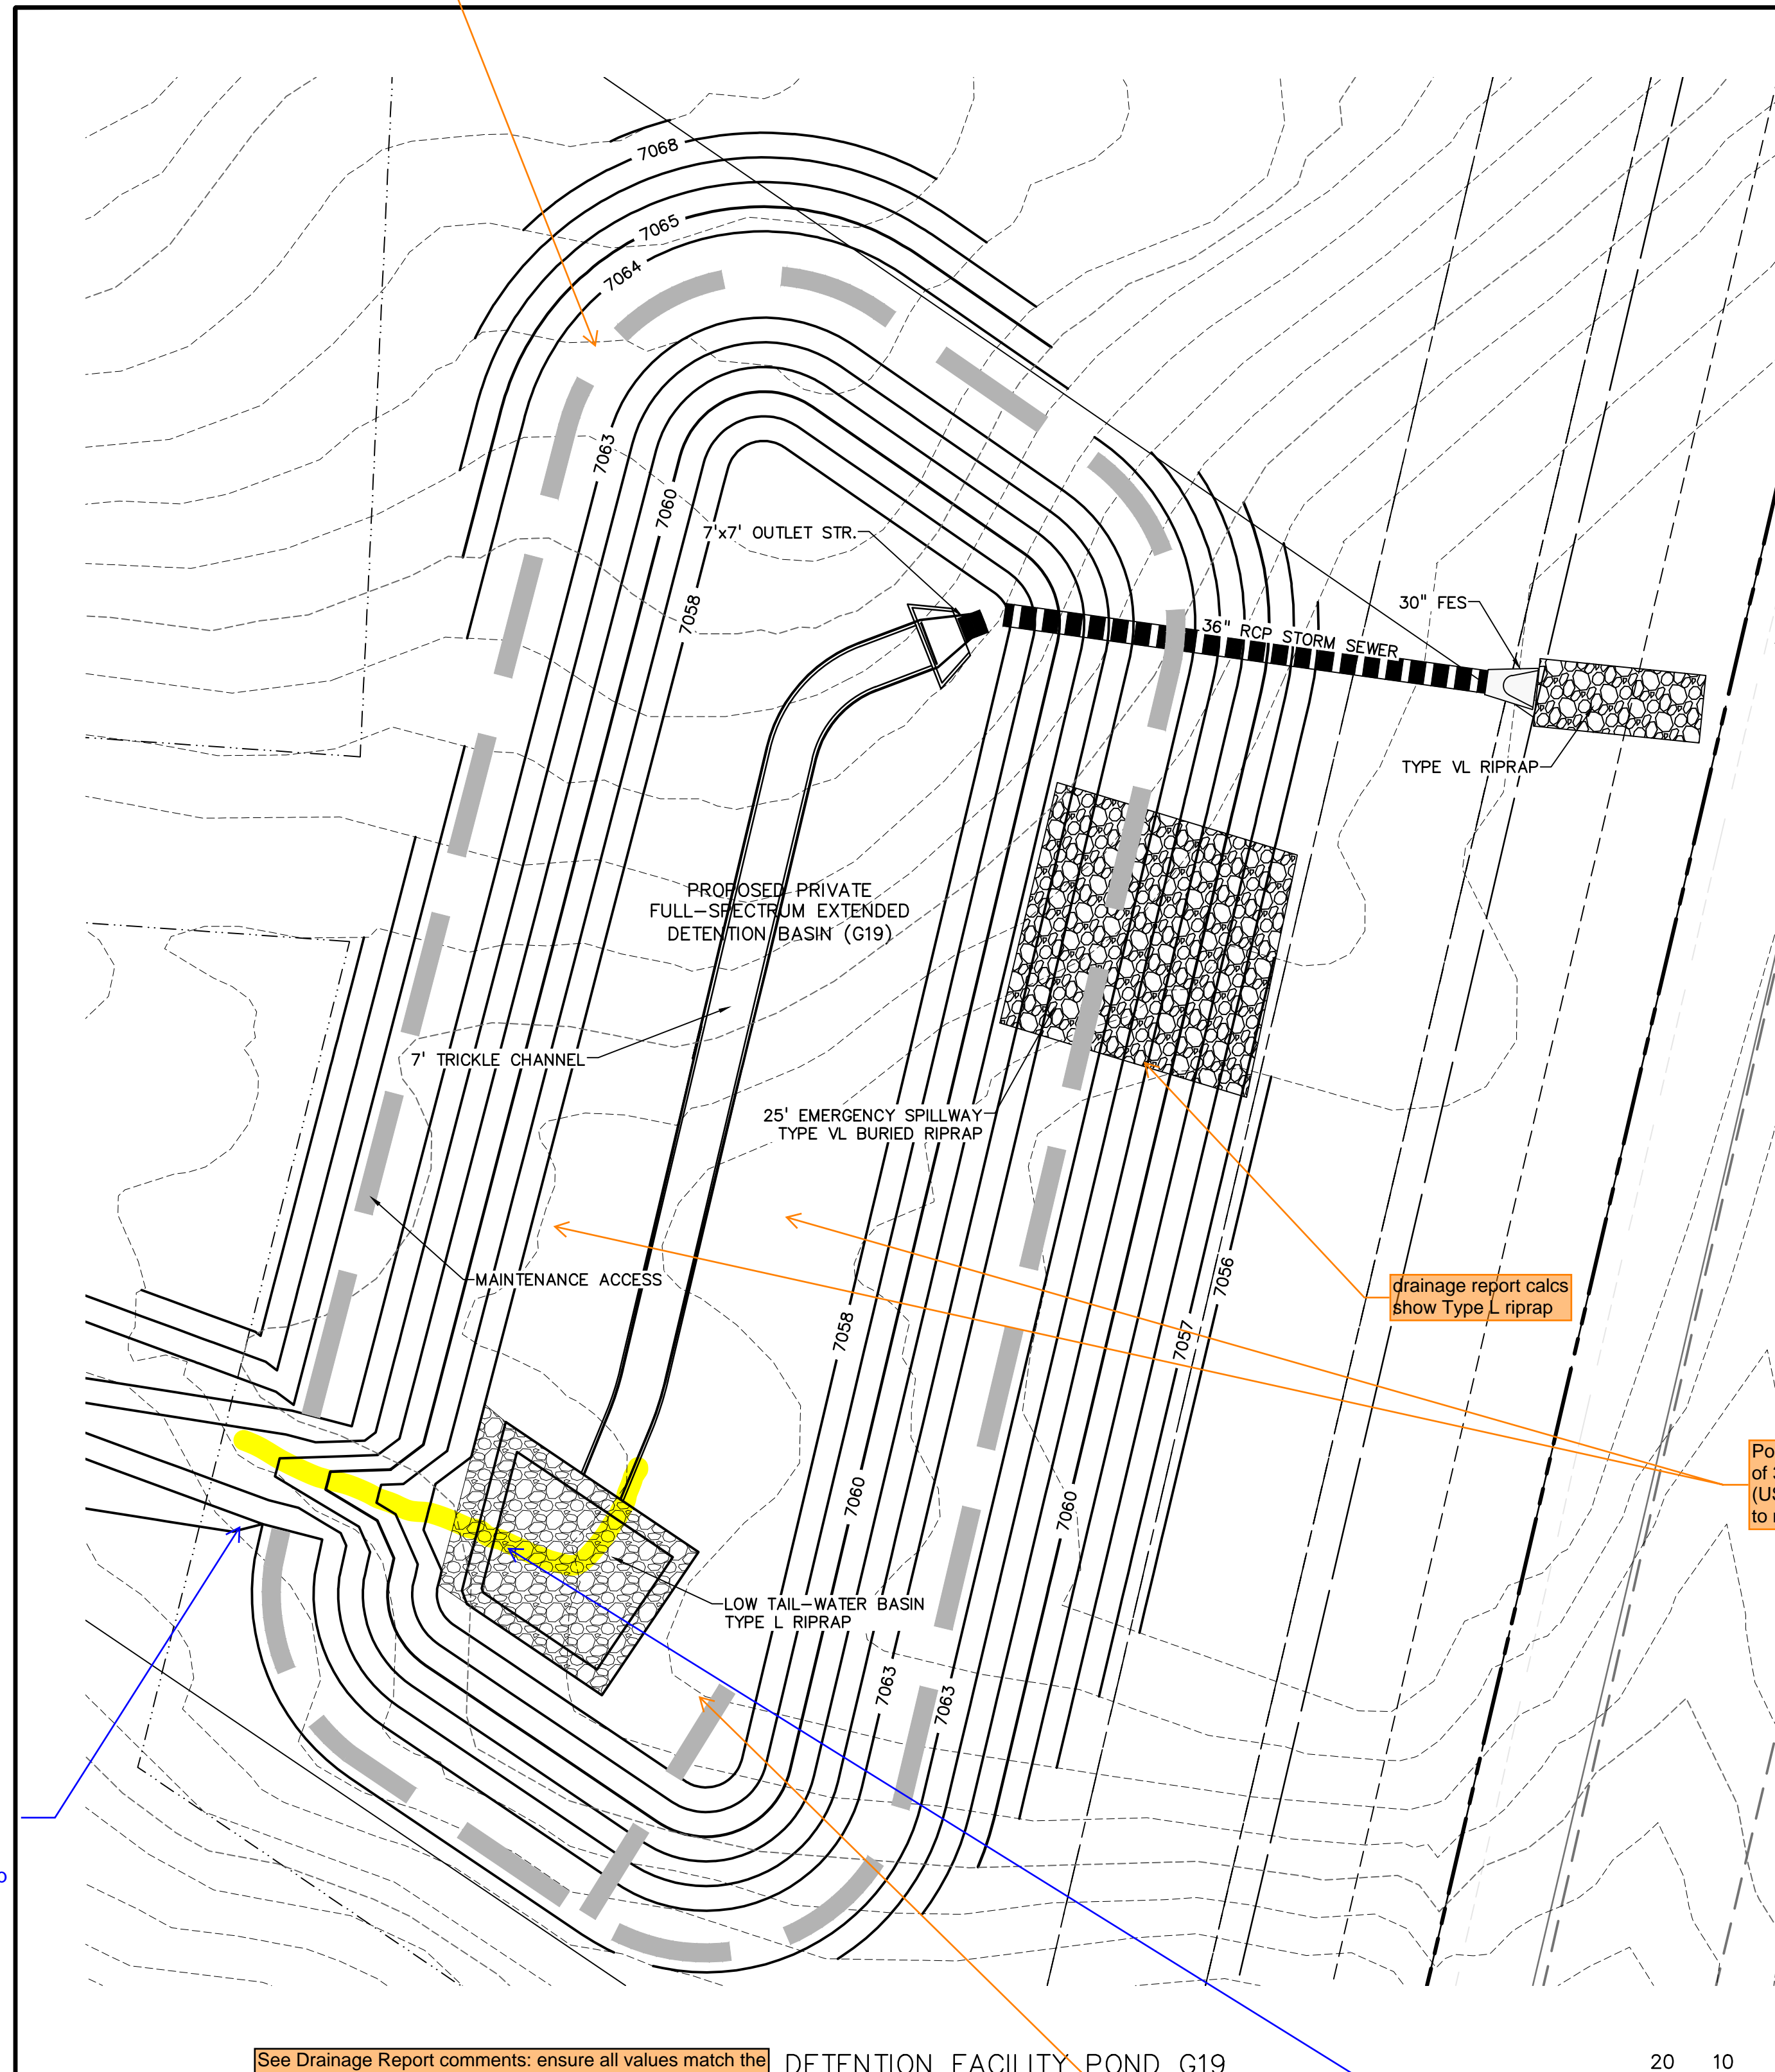 7068
7065
7064
7063
7060
7'x7' OUTLET STR.
7058
30" FES
36" RCP STORM SEWER
TYPE VL RIPRAP
PROPOSED PRIVATE
FULL-SPECTRUM EXTENDED
DETENTION BASIN (G19)
7' TRICKLE CHANNEL
25' EMERGENCY SPILLWAY
TYPE VL BURIED RIPRAP
MAINTENANCE ACCESS
7056
drainage report calcs
show Type L riprap
7058
7057
of
to
7060
7060
LOW TAIL-WATER BASIN
TYPE L RIPRAP
7063
7063
See Drainage Report comments: ensure all values match the
DETENTION FACILITY POND G19
20 10